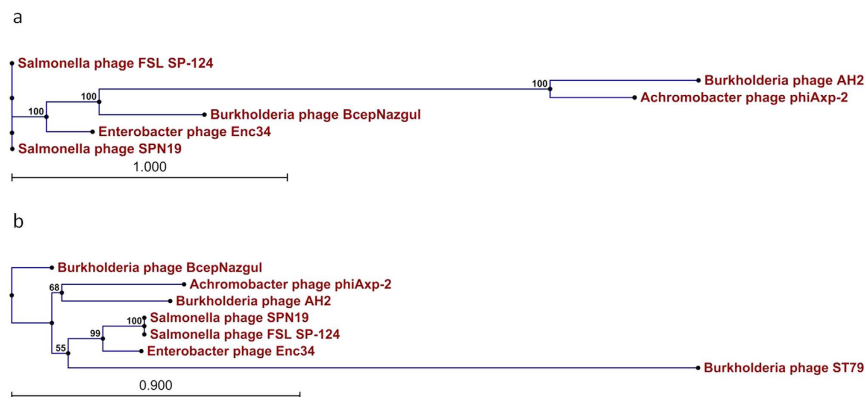 a
Salmonella phage FSL SP-124
100
Burkholderia phage AH2
Achromobacter phage phiAxp-2
100
100
Burkholderia phage BcepNazgul
Enterobacter phage Enc34
Salmonella phage SPN19
1.000
b
Burkholderia phage BcepNazgul
68
Achromobacter phage phiAxp-2
Burkholderia phage AH2
Salmonella phage SPN19
100
Salmonella phage FSL SP-124
99
Enterobacter phage Enc34
55
Burkholderia phage ST79
0.900